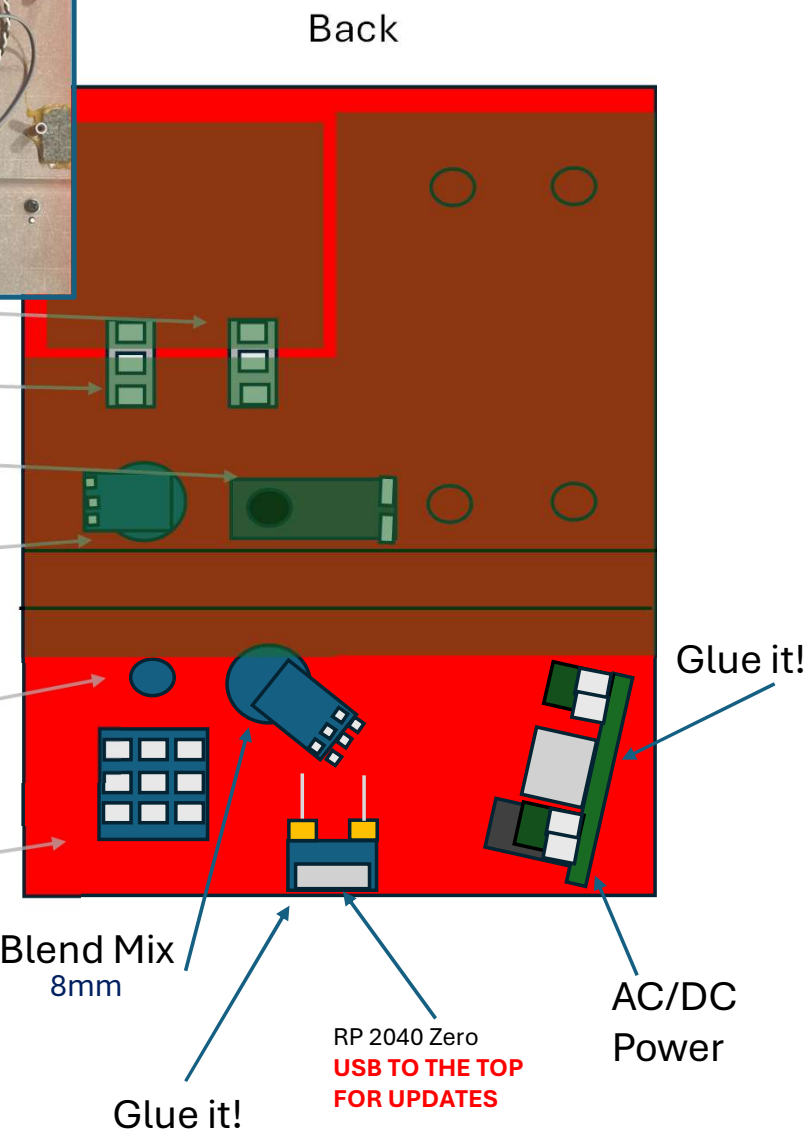 Back
Glue it!
Blend Mix
8mm
AC/DC
Power
RP 2040 Zero
USB TO THE TOP
FOR UPDATES
Glue it!